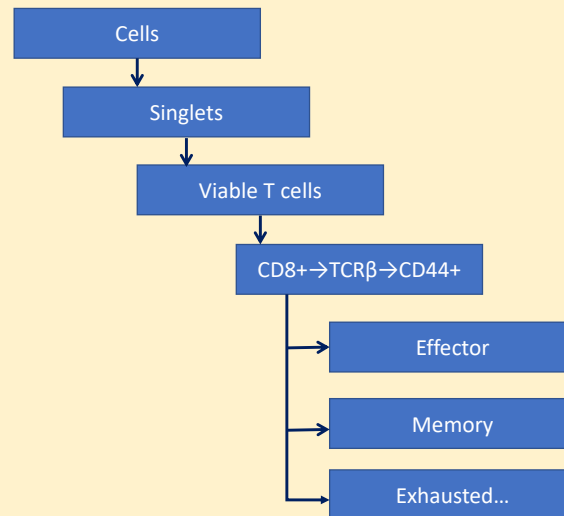 Cells
Singlets
Viable T cells
CD8+→TCRβ→CD44+
Effector
Memory
Exhausted...